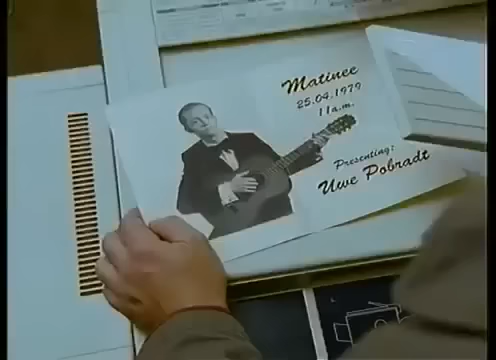 Matinee
25.04.1979
11a.m.
Presenting:
Uwe Pobradt